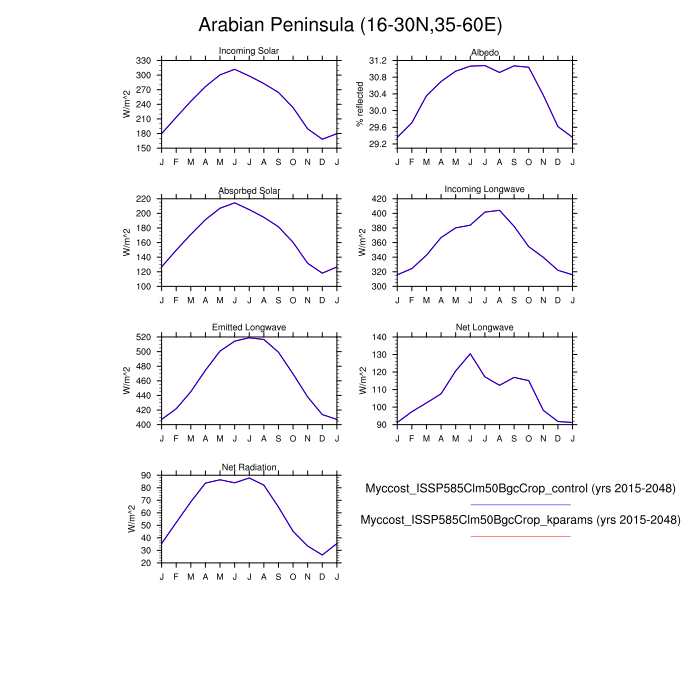 Arabian Peninsula (16-30N,35-60E)
Incoming Solar
W/m^2
330
300
270
240
210
180
150
J F M A M J J A S O N D J
Albedo
% reflected
31.2
30.8
30.4
30.0
29.6
29.2
J F M A M J J A S O N D J
Absorbed Solar
W/m^2
220
200
180
160
140
120
100
J F M A M J J A S O N D J
Incoming Longwave
W/m^2
420
400
380
360
340
320
300
J F M A M J J A S O N D J
Emitted Longwave
W/m^2
520
500
480
460
440
420
400
J F M A M J J A S O N D J
Net Longwave
W/m^2
140
130
120
110
100
90
J F M A M J J A S O N D J
Net Radiation
W/m^2
90
80
70
60
50
40
30
20
J F M A M J J A S O N D J
Myccost_ISSP585Clm50BgcCrop_control (yrs 2015-2048)
Myccost_ISSP585Clm50BgcCrop_kparams (yrs 2015-2048)